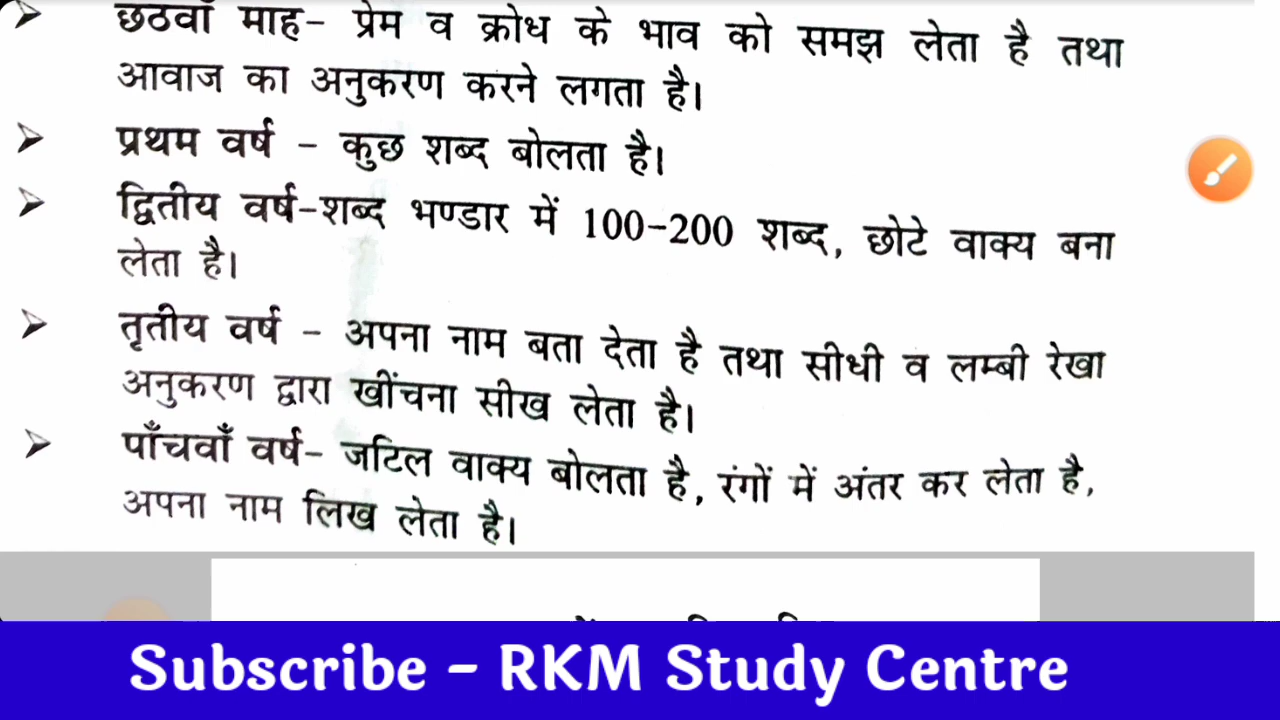 छठवाँ माह- प्रेम व क्रोध के भाव को समझ लेता है तथा
आवाज का अनुकरण करने लगता है।
प्रथम वर्ष - कुछ शब्द बोलता है।
द्वितीय वर्ष-शब्द भण्डार में 100-200 शब्द, छोटे वाक्य बना
लेता है।
तृतीय वर्ष - अपना नाम बता देता है तथा सीधी व लम्बी रेखा
अनुकरण द्वारा खींचना सीख लेता है।
पाँचवाँ वर्ष- जटिल वाक्य बोलता है, रंगों में अंतर कर लेता है,
अपना नाम लिख लेता है।
Subscribe - RKM Study Centre